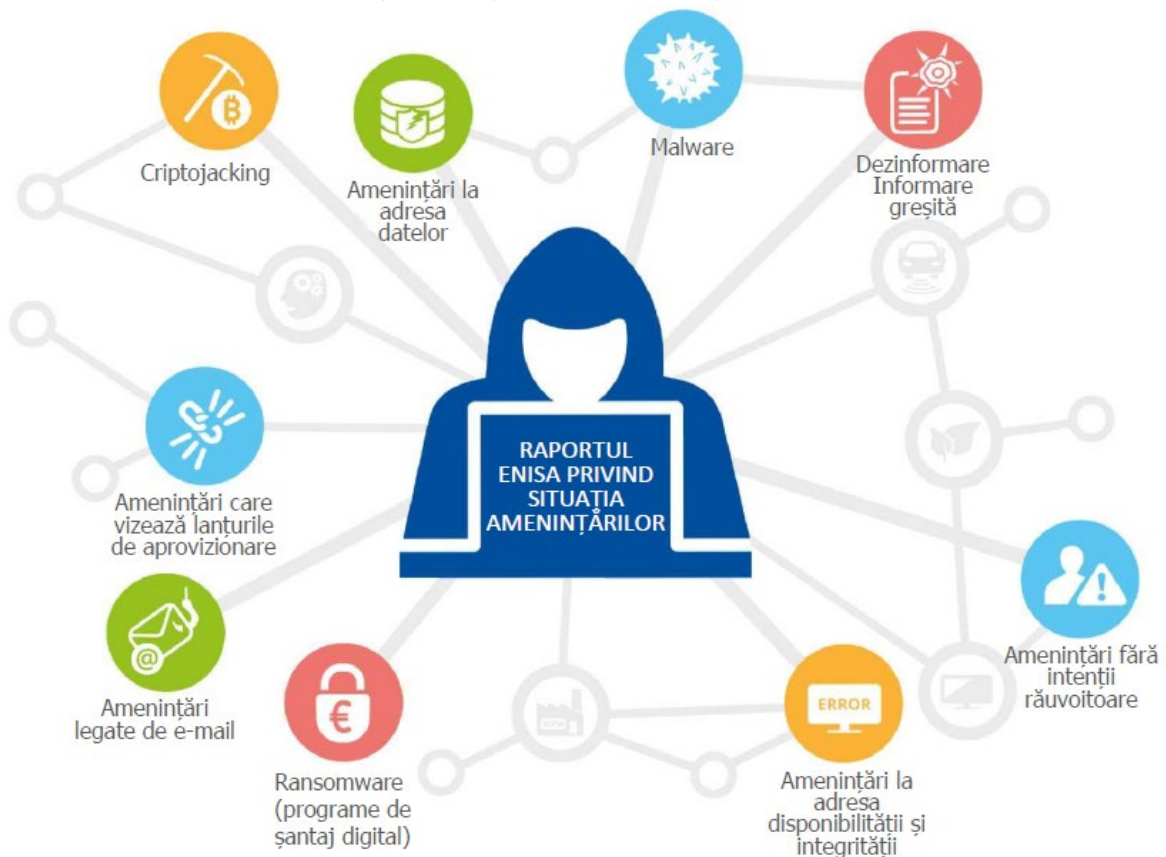 Criptojacking
Amenințări la
adresa
datelor
Malware
Dezinformare
Informare
greșită
RAPORTUL
ENISA PRIVIND
SITUAȚIA
AMENINȚĂRILOR
Amenințări care
vizează lanțurile
de aprovizionare
@
Amenințări
legate de e-mail
€
Ransomware
(programe de
șantaj digital)
ERROR
Amenințări la
adresa
disponibilității și
integrității
Amenințări fără
intenții
răuvoitoare